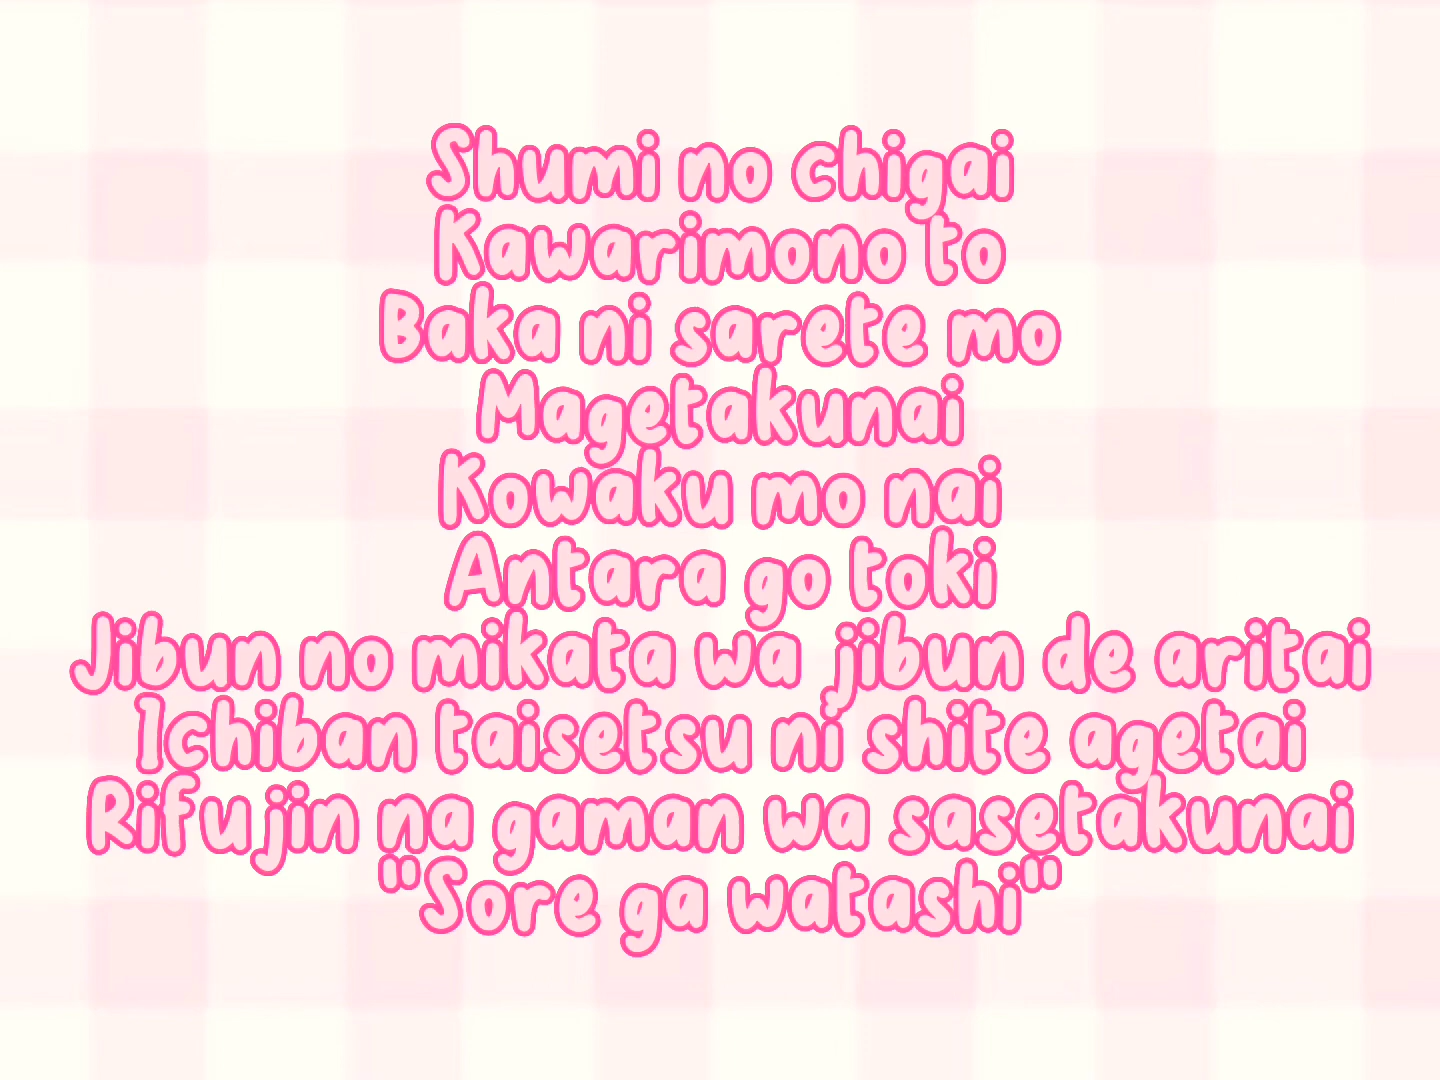 Shumi no chigai
Kawarimono to
Baka ni sarete mo
Magetakunai
Kowaku mo nai
Antara go toki
Jibun no mikata wa jibun de aritai
Ichiban taisetsu ni shite agetai
Rifujin na gaman wa sasetakunai
"Sore ga watashi"